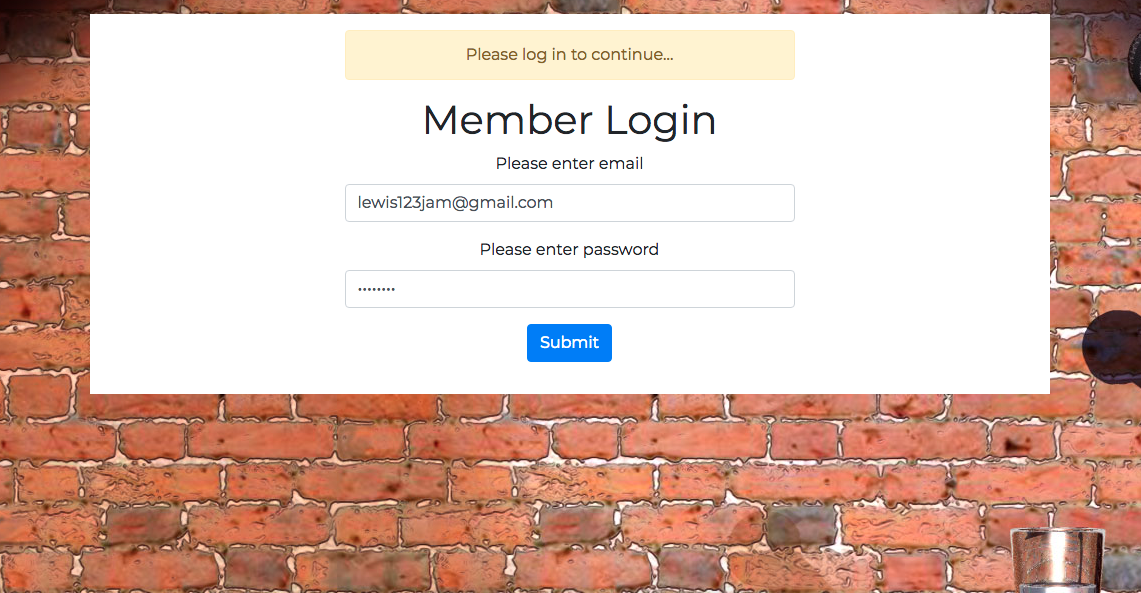 Please log in to continue...
Member Login
Please enter email
lewis123jam@gmail.com
Please enter password
••••••••
Submit